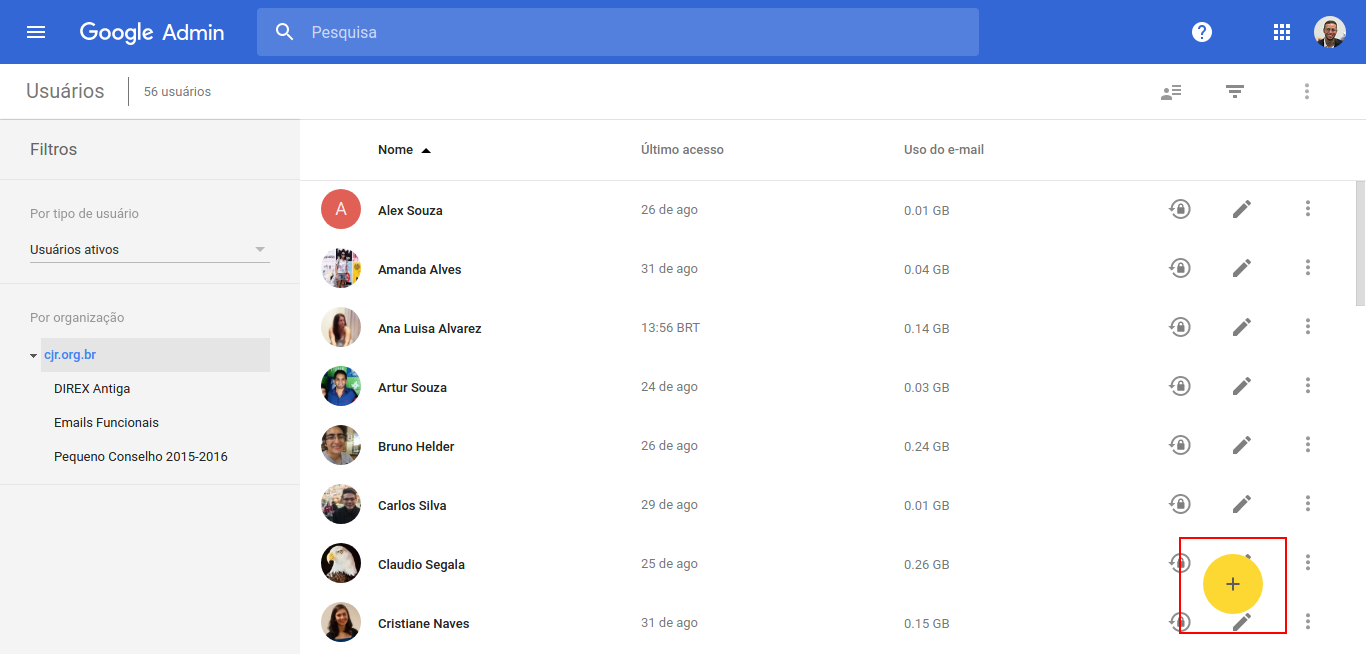 Google Admin
Pesquisa
?
Usuários
56 usuários
Filtros
Por tipo de usuário
Usuários ativos
Por organização
cjr.org.br
DIREX Antiga
Emails Funcionais
Pequeno Conselho 2015-2016
Nome Último acesso Uso do e-mail
A Alex Souza 26 de ago 0.01 GB
Amanda Alves 31 de ago 0.04 GB
Ana Luisa Alvarez 13:56 BRT 0.14 GB
Artur Souza 24 de ago 0.03 GB
Bruno Helder 26 de ago 0.24 GB
Carlos Silva 29 de ago 0.01 GB
Claudio Segala 25 de ago 0.26 GB
+
Cristiane Naves 31 de ago 0.15 GB